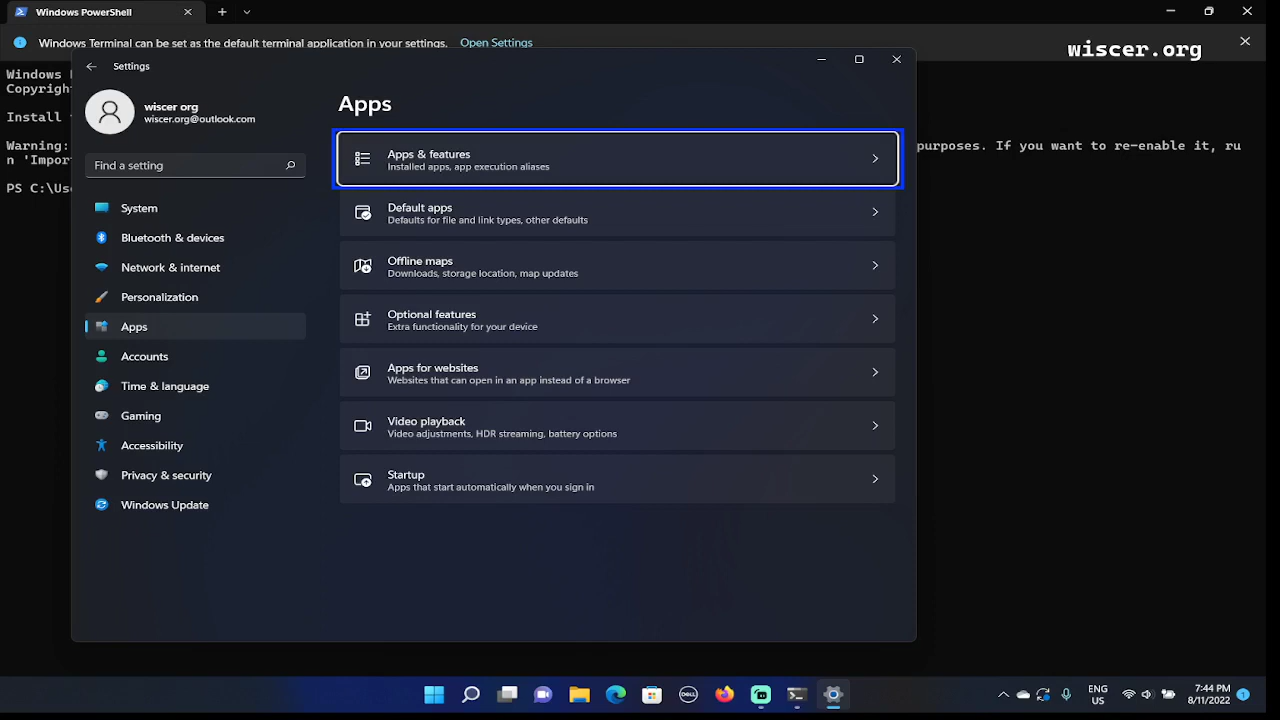 Windows PowerShell
Windows Terminal can be set as the default terminal application in your settings. Open Settings
wiscer.org
Windows
Copyright
Install
Warning: purposes. If you want to re-enable it, ru
n 'Impor
PS C:\Use
Settings
wiscer org
wiscer.org@outlook.com
Find a setting
System
Bluetooth & devices
Network & internet
Personalization
Apps
Accounts
Time & language
Gaming
Accessibility
Privacy & security
Windows Update
Apps
Apps & features
Installed apps, app execution aliases
Default apps
Defaults for file and link types, other defaults
Offline maps
Downloads, storage location, map updates
Optional features
Extra functionality for your device
Apps for websites
Websites that can open in an app instead of a browser
Video playback
Video adjustments, HDR streaming, battery options
Startup
Apps that start automatically when you sign in
DELL
ENG
US
7:44 PM
8/11/2022
1